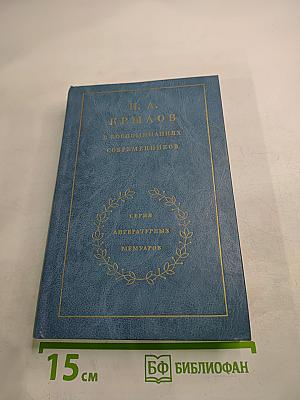 И. А.
КРЫЛОВ
В ВОСПОМИНАНИЯХ
СОВРЕМЕННИКОВ
СЕРИЯ
ЛИТЕРАТУРНЫХ
МЕМУАРОВ
15 см
БФ БИБЛИОФАН